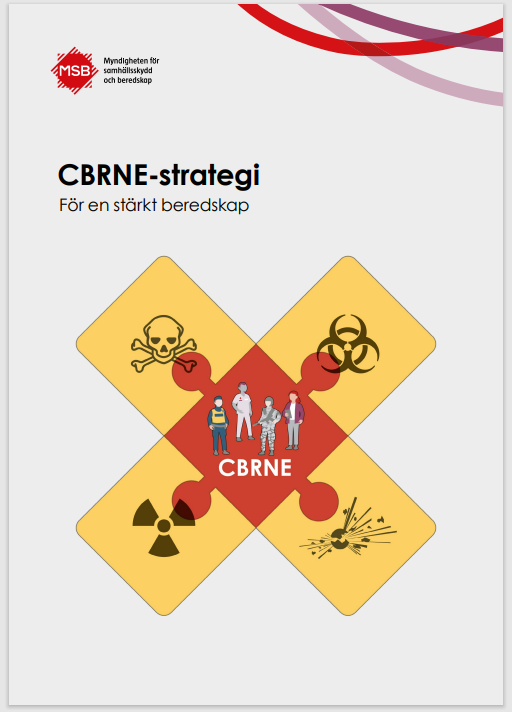 MSB
Myndigheten för
samhällsskydd
och beredskap
CBRNE-strategi
För en stärkt beredskap
CBRNE